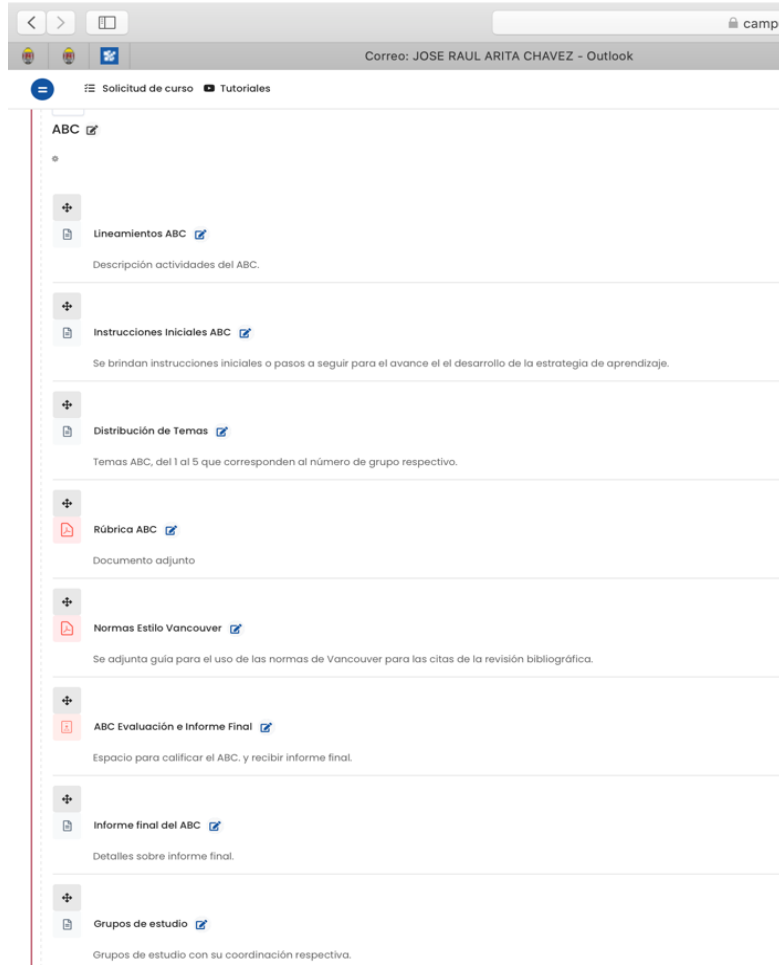 camp
Correo: JOSE RAUL ARITA CHAVEZ - Outlook
Solicitud de curso Tutoriales
ABC
Lineamientos ABC
Descripción actividades del ABC.
Instrucciones Iniciales ABC
Se brindan instrucciones iniciales o pasos a seguir para el avance el el desarrollo de la estrategia de aprendizaje.
Distribución de Temas
Temas ABC, del 1 al 5 que corresponden al número de grupo respectivo.
Rúbrica ABC
Documento adjunto
Normas Estilo Vancouver
Se adjunta guía para el uso de las normas de Vancouver para las citas de la revisión bibliográfica.
ABC Evaluación e Informe Final
Espacio para calificar el ABC. y recibir informe final.
Informe final del ABC
Detalles sobre informe final.
Grupos de estudio
Grupos de estudio con su coordinación respectiva.